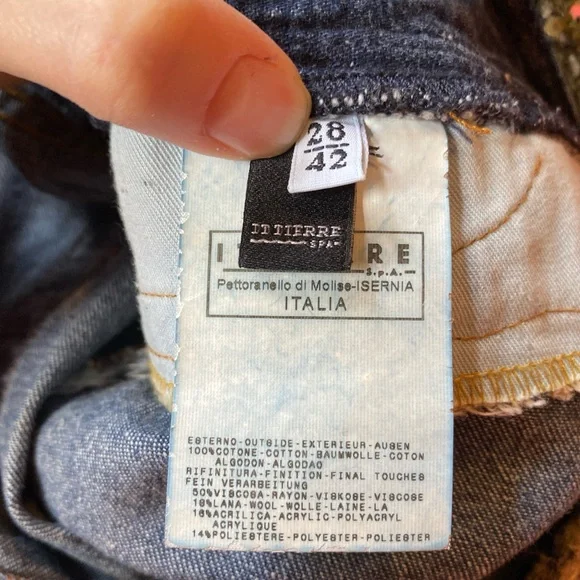 28
42
ITTIERRE
SPA
I RE
S.p.A.
Pettoranello di Molise-ISERNIA
ITALIA
ESTERNO-OUTSIDE-EXTERIEUR-AUSEN
100%COTONE-COTTON-BAUMWOLLE-COTON
ALGODON-ALGODAO
RIFINITURA-FINITION-FINAL TOUCHES
FEIN VERARBEITUNG
50%VISCOSA-RAYON-VISKOSE-VISCOSE
18%LANA-WOOL-WOLLE-LAINE-LA
18%ACRILICA-ACRYLIC-POLYACRYL
ACRYLIQUE
14%POLIESTERE-POLYESTER-POLIESTER